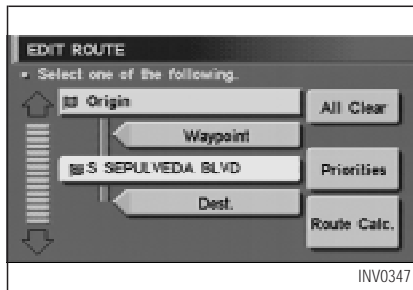 EDIT ROUTE
Select one of the following.
Origin
All Clear
Waypoint
S SEPULVEDA BLVD
Priorities
Dest.
Route Calc.
INV0347